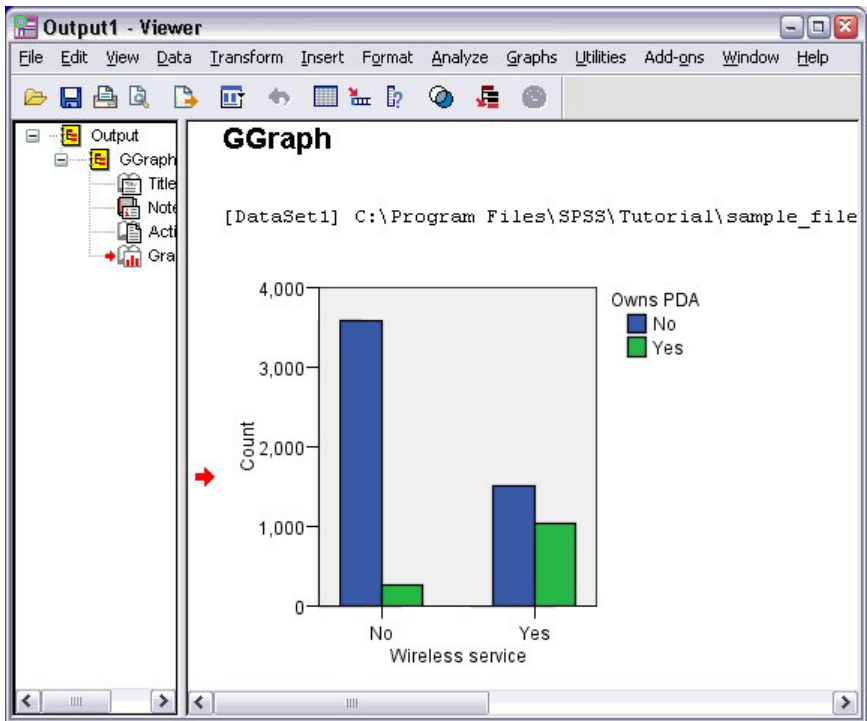 Output1 - Viewer
File Edit View Data Transform Insert Format Analyze Graphs Utilities Add-ons Window Help
Output
GGraph
Title
Note
Acti
Gra
GGraph
[DataSet1] C:\Program Files\SPSS\Tutorial\sample_file
4,000
3,000
2,000
1,000
0
Count
No
Yes
Wireless service
Owns PDA
No
Yes